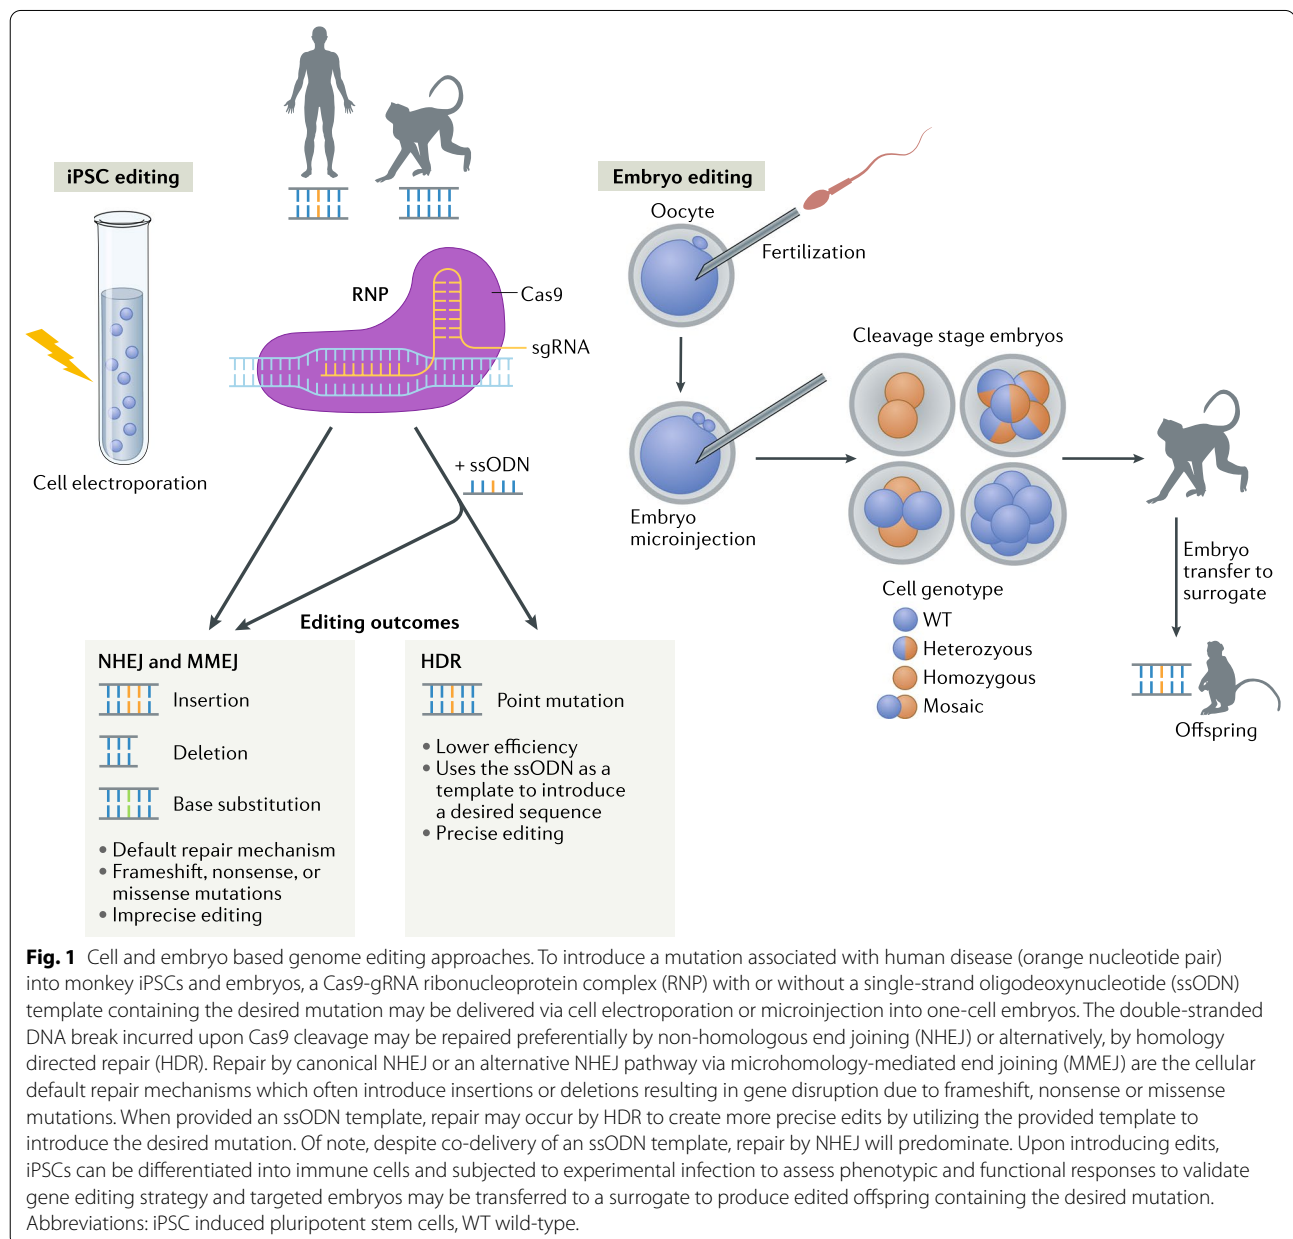 iPSC editing
Cell electroporation
RNP
Cas9
sgRNA
+ ssODN
Editing outcomes
NHEJ and MMEJ
Insertion
Deletion
Base substitution
• Default repair mechanism
• Frameshift, nonsense, or
missense mutations
• Imprecise editing
HDR
Point mutation
• Lower efficiency
• Uses the ssODN as a
template to introduce
a desired sequence
• Precise editing
Embryo editing
Oocyte
Fertilization
Embryo
microinjection
Cleavage stage embryos
Cell genotype
WT
Heterozyous
Homozygous
Mosaic
Embryo
transfer to
surrogate
Offspring
Fig. 1 Cell and embryo based genome editing approaches. To introduce a mutation associated with human disease (orange nucleotide pair)
into monkey iPSCs and embryos, a Cas9-gRNA ribonucleoprotein complex (RNP) with or without a single-strand oligodeoxynucleotide (ssODN)
template containing the desired mutation may be delivered via cell electroporation or microinjection into one-cell embryos. The double-stranded
DNA break incurred upon Cas9 cleavage may be repaired preferentially by non-homologous end joining (NHEJ) or alternatively, by homology
directed repair (HDR). Repair by canonical NHEJ or an alternative NHEJ pathway via microhomology-mediated end joining (MMEJ) are the cellular
default repair mechanisms which often introduce insertions or deletions resulting in gene disruption due to frameshift, nonsense or missense
mutations. When provided an ssODN template, repair may occur by HDR to create more precise edits by utilizing the provided template to
introduce the desired mutation. Of note, despite co-delivery of an ssODN template, repair by NHEJ will predominate. Upon introducing edits,
iPSCs can be differentiated into immune cells and subjected to experimental infection to assess phenotypic and functional responses to validate
gene editing strategy and targeted embryos may be transferred to a surrogate to produce edited offspring containing the desired mutation.
Abbreviations: iPSC induced pluripotent stem cells, WT wild-type.